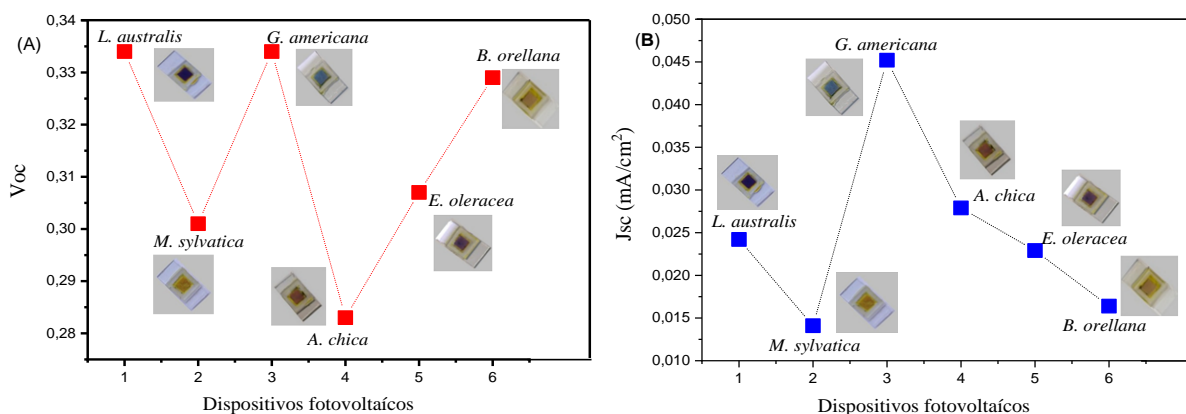 (A)
0,34
0,33
0,32
0,31
0,30
0,29
0,28
Voc
L. australis
G. americana
B. orellana
M. sylvatica
E. oleracea
A. chica
1 2 3 4 5 6
Dispositivos fotovoltaícos
(B)
0,050
0,045
0,040
0,035
0,030
0,025
0,020
0,015
0,010
Jsc (mA/cm²)
G. americana
A. chica
L. australis
E. oleracea
B. orellana
M. sylvatica
1 2 3 4 5 6
Dispositivos fotovoltaícos